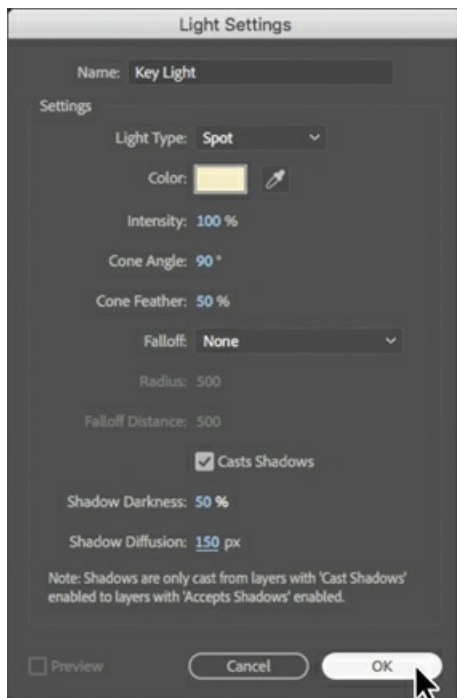 Light Settings
Name: Key Light
Settings
Light Type: Spot
Color:
Intensity: 100 %
Cone Angle: 90 °
Cone Feather: 50 %
Falloff: None
Radius: 500
Falloff Distance: 500
Casts Shadows
Shadow Darkness: 50 %
Shadow Diffusion: 150 px
Note: Shadows are only cast from layers with 'Cast Shadows'
enabled to layers with 'Accepts Shadows' enabled.
Preview Cancel OK